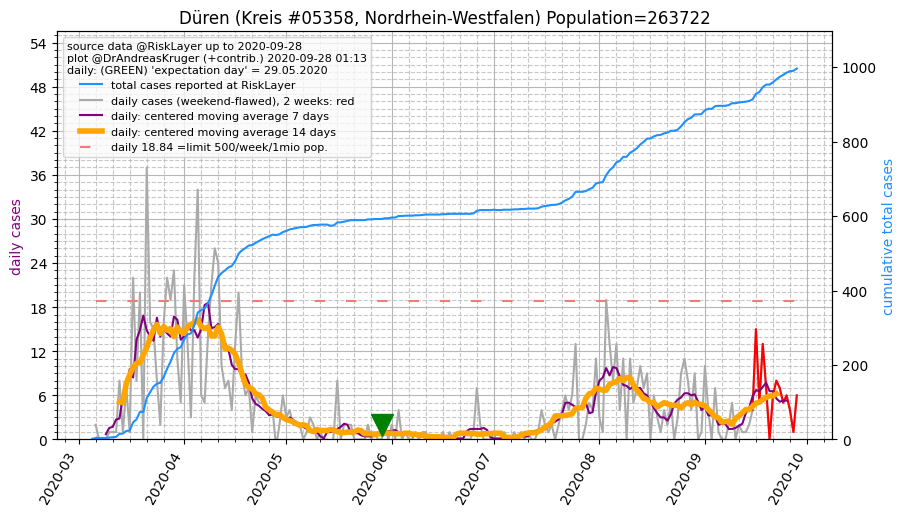 Düren (Kreis #05358, Nordrhein-Westfalen) Population=263722
source data @RiskLayer up to 2020-09-28
plot @DrAndreasKruger (+contrib.) 2020-09-28 01:13
daily: (GREEN) 'expectation day' = 29.05.2020
total cases reported at RiskLayer
daily cases (weekend-flawed), 2 weeks: red
daily: centered moving average 7 days
daily: centered moving average 14 days
daily 18.84 =limit 500/week/1mio pop.
daily cases
54
48
42
36
30
24
18
12
6
0
cumulative total cases
1000
800
600
400
200
0
2020-03
2020-04
2020-05
2020-06
2020-07
2020-08
2020-09
2020-10